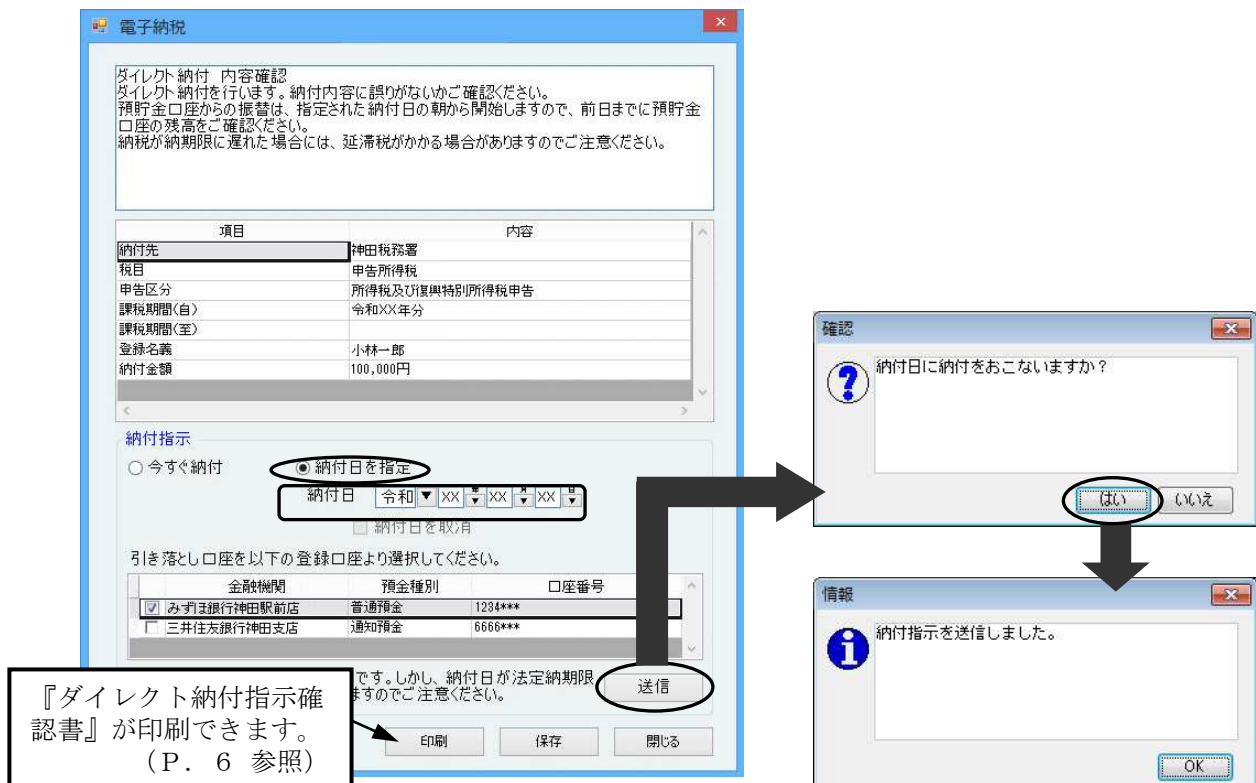 電子納税
ダイレクト納付 内容確認
ダイレクト納付を行います。納付内容に誤りがないかご確認ください。
預貯金口座からの振替は、指定された納付日の朝から開始しますので、前日までに預貯金
口座の残高をご確認ください。
納税が納期限に遅れた場合には、延滞税がかかる場合がありますのでご注意ください。
項目 内容
納付先 神田税務署
税目 申告所得税
申告区分 所得税及び復興特別所得税申告
課税期間(自) 令和XX年分
課税期間(至)
登録名義 小林一郎
納付金額 100,000円
納付指示
今すぐ納付 納付日を指定
納付日 令和 XX 年 XX 月 XX 日
納付日を取消
引き落とし口座を以下の登録口座より選択してください。
金融機関 預金種別 口座番号
みずほ銀行神田駅前店 普通預金 1234***
三井住友銀行神田支店 通知預金 6666***
です。しかし、納付日が法定納期限
ますのでご注意ください。
送信
印刷 保存 閉じる
『ダイレクト納付指示確
認書』が印刷できます。
(P. 6 参照)
確認
納付日に納付をおこないますか?
はい いいえ
情報
納付指示を送信しました。
OK